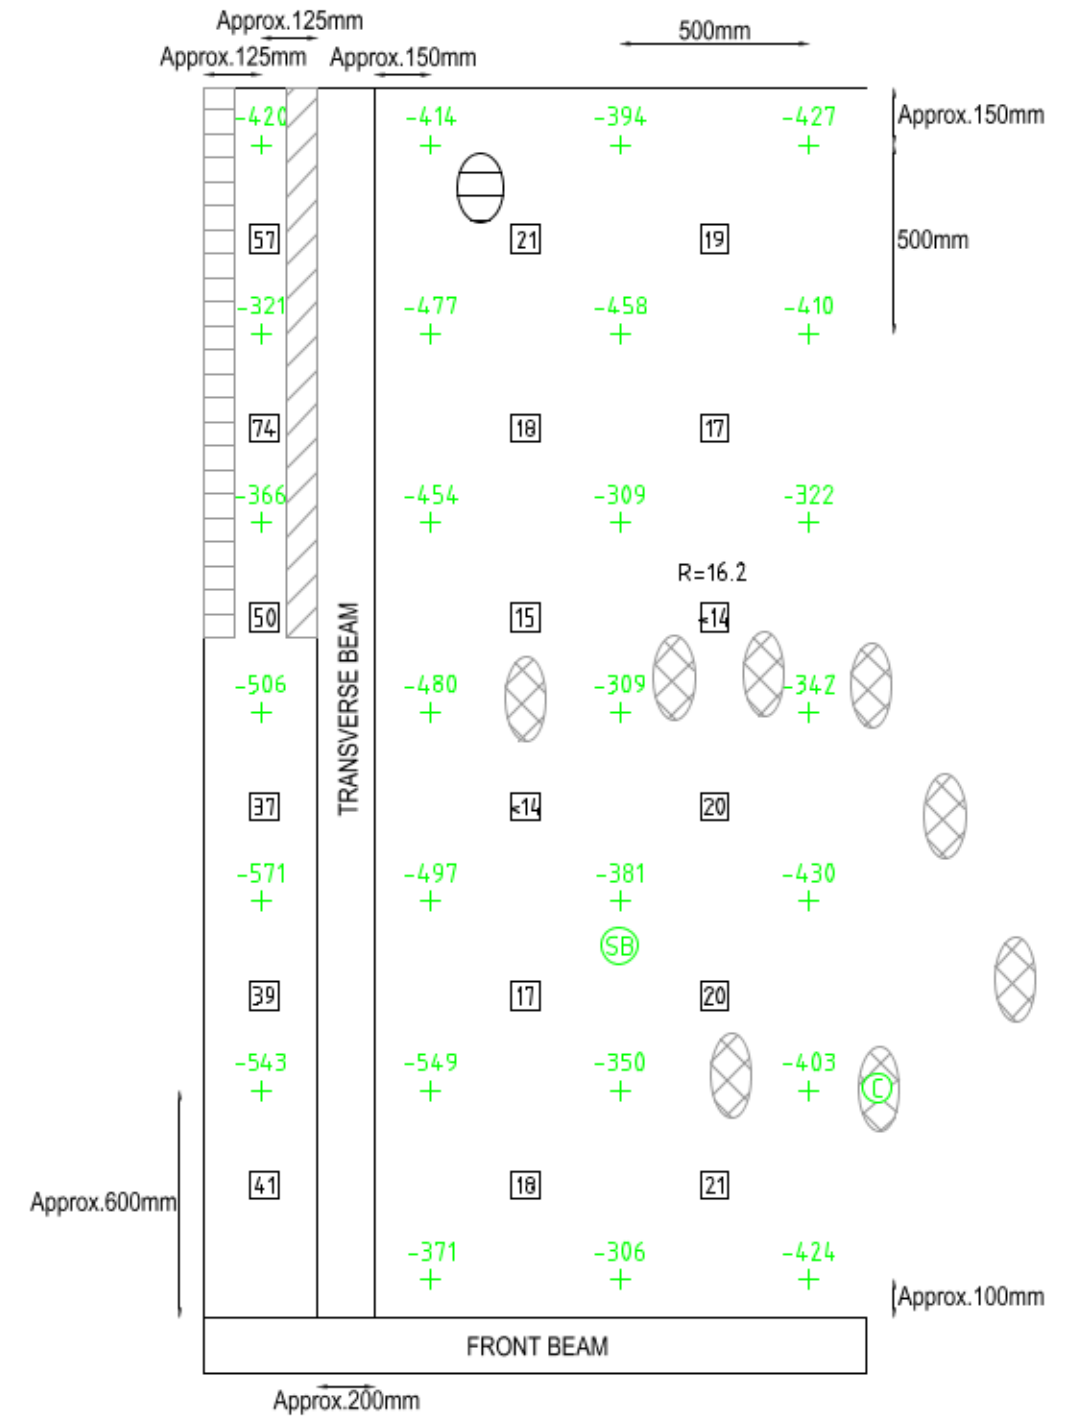 Approx.125mm
500mm
Approx.125mm Approx.150mm
-420 -414 -394 -427 Approx.150mm
57 21 19 500mm
-321 -477 -458 -410
74 18 17
-366 -454 -309 -322
R=16.2
50 15 <14
TRANSVERSE BEAM
-506 -480 -309 -342
37 <14 20
-571 -497 -381 -430
SB
39 17 20
-543 -549 -350 -403 C
41 18 21
Approx.600mm
-371 -306 -424
Approx.100mm
FRONT BEAM
Approx.200mm